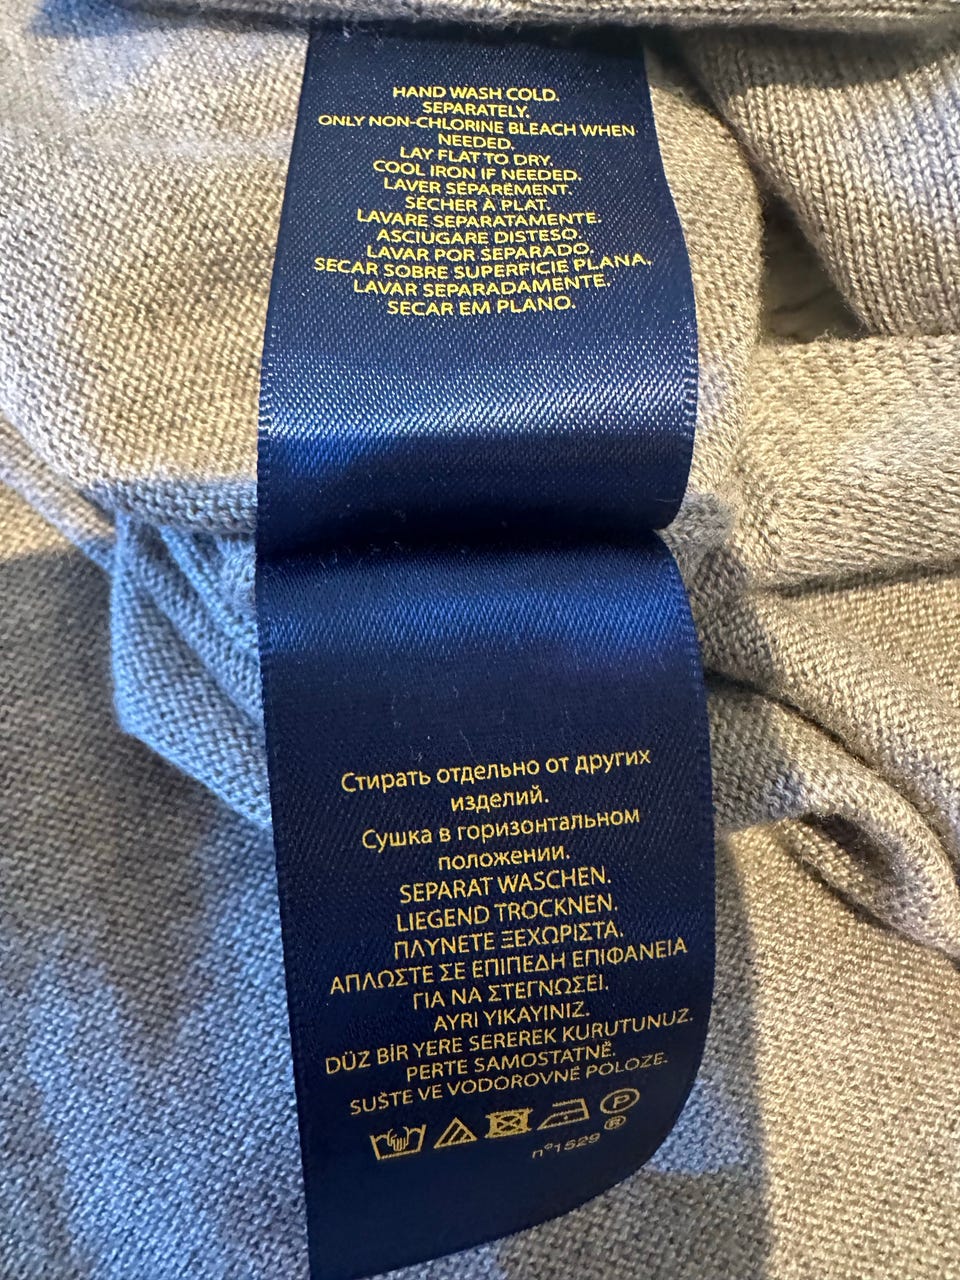 HAND WASH COLD.
SEPARATELY.
ONLY NON-CHLORINE BLEACH WHEN
NEEDED.
LAY FLAT TO DRY.
COOL IRON IF NEEDED.
LAVER SÉPARÉMENT.
SÉCHER À PLAT.
LAVARE SEPARATAMENTE.
ASCIUGARE DISTESO.
LAVAR POR SEPARADO.
SECAR SOBRE SUPERFICIE PLANA.
LAVAR SEPARADAMENTE.
SECAR EM PLANO.
Стирать отдельно от других
изделий.
Сушка в горизонтальном
положении.
SEPARAT WASCHEN.
LIEGEND TROCKNEN.
ΠΛΥΝΕΤΕ ΞΕΧΩΡΙΣΤΑ.
ΑΠΛΩΣΤΕ ΣΕ ΕΠΙΠΕΔΗ ΕΠΙΦΑΝΕΙΑ
ΓΙΑ ΝΑ ΣΤΕΓΝΩΣΕΙ.
AYRI YIKAYINIZ.
DÜZ BİR YERE SEREREK KURUTUNUZ.
PERTE SAMOSTATNĚ.
SUŠTE VE VODOROVNÉ POLOZE.
P
®
nº1529